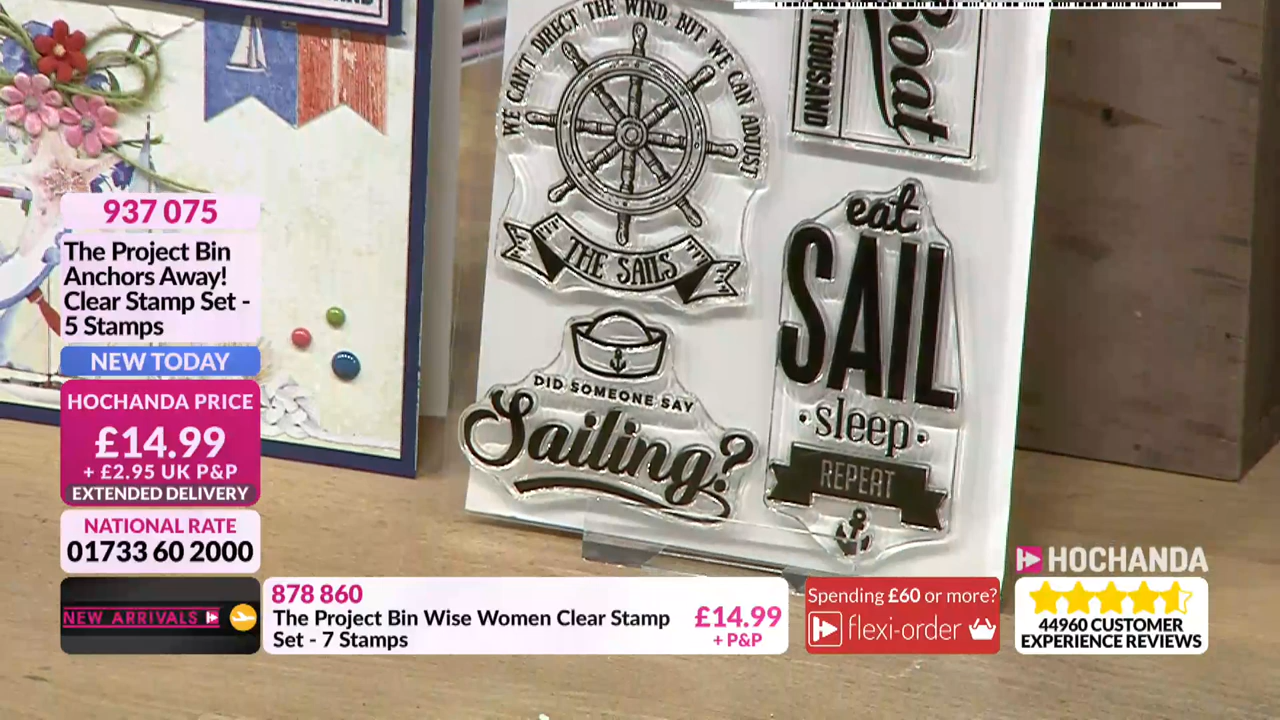 WE CAN'T DIRECT THE WIND, BUT WE CAN ADJUST
THE SAILS
Boat
THOUSAND
eat
SAIL
sleep
REPEAT
DID SOMEONE SAY
Sailing?
937 075
The Project Bin
Anchors Away!
Clear Stamp Set -
5 Stamps
NEW TODAY
HOCHANDA PRICE
£14.99
+ £2.95 UK P&P
EXTENDED DELIVERY
NATIONAL RATE
01733 60 2000
NEW ARRIVALS
878 860
The Project Bin Wise Women Clear Stamp
Set - 7 Stamps
£14.99
+ P&P
Spending £60 or more?
flexi-order
HOCHANDA
44960 CUSTOMER
EXPERIENCE REVIEWS